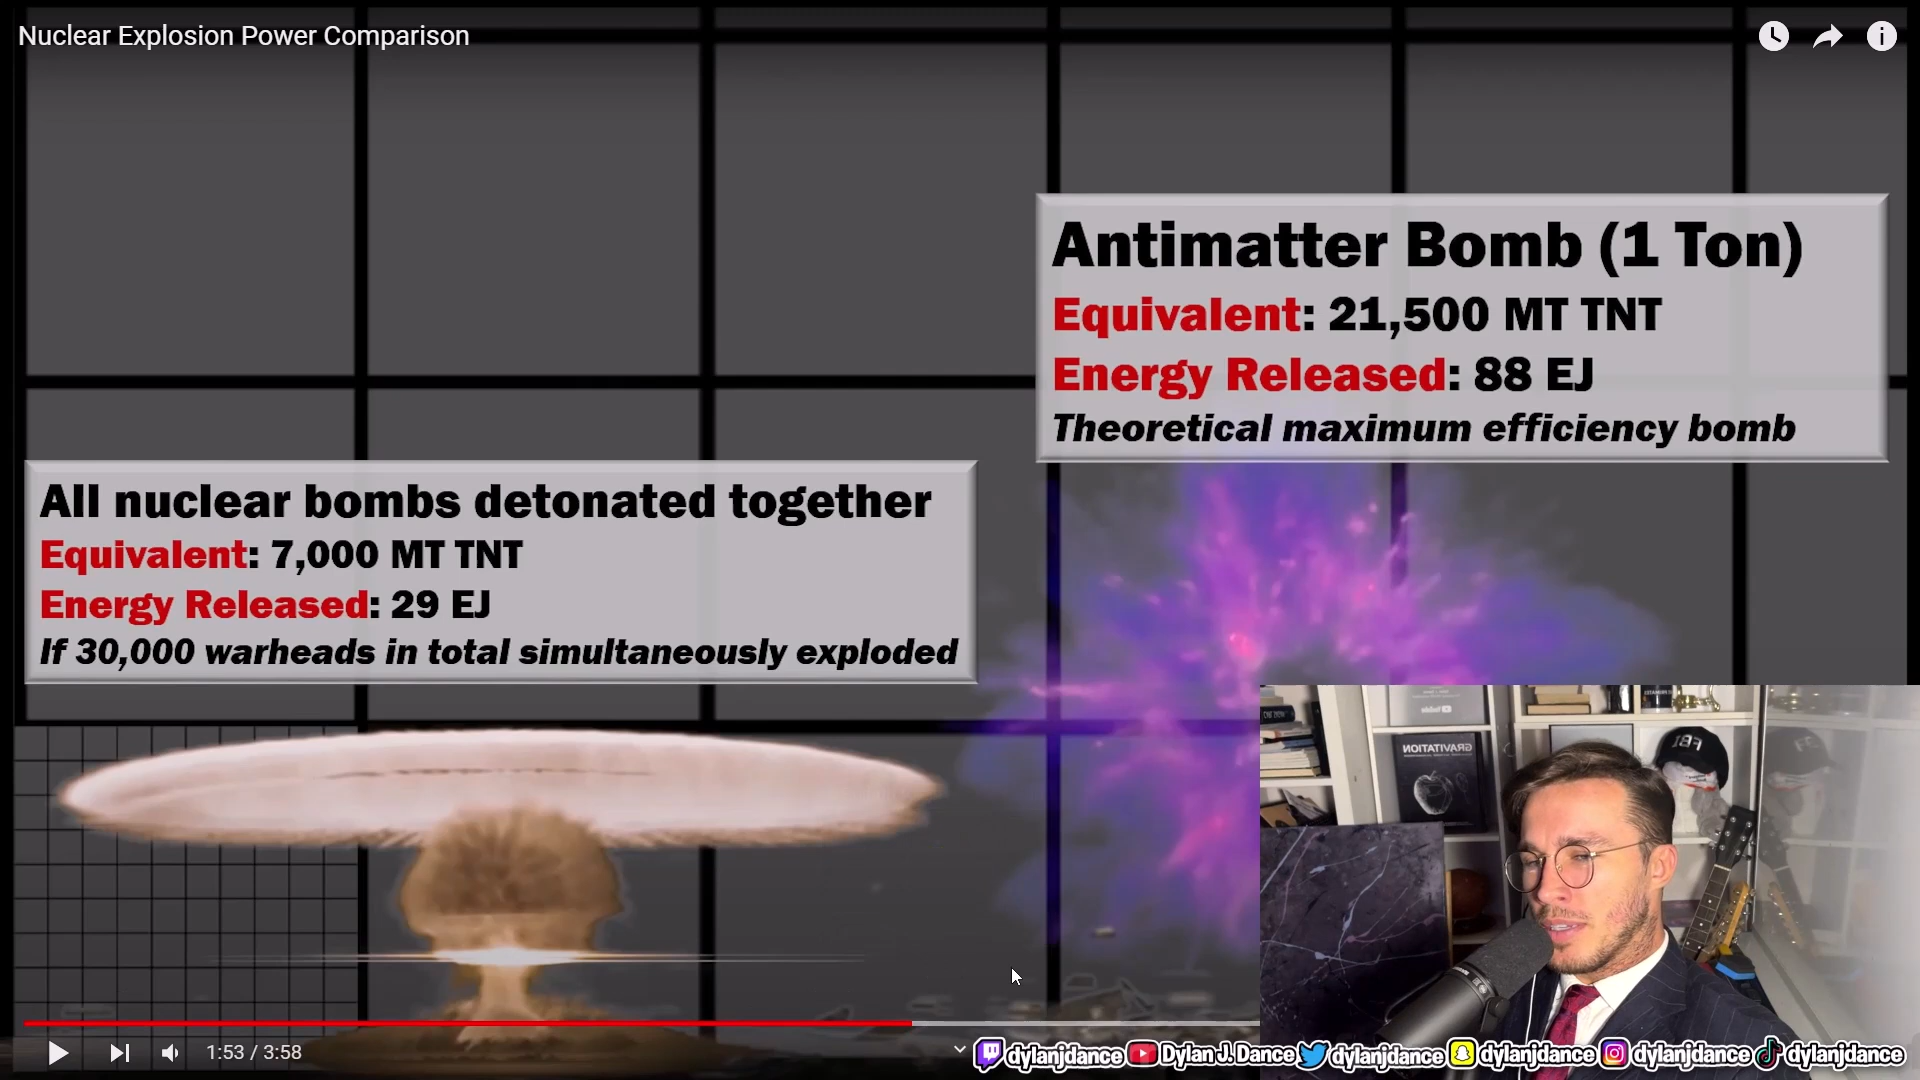 Nuclear Explosion Power Comparison
Antimatter Bomb (1 Ton)
Equivalent: 21,500 MT TNT
Energy Released: 88 EJ
Theoretical maximum efficiency bomb
All nuclear bombs detonated together
Equivalent: 7,000 MT TNT
Energy Released: 29 EJ
If 30,000 warheads in total simultaneously exploded
GRAVITATION
FBI
1:53 / 3:58
dylanjdance Dylan J. Dance dylanjdance dylanjdance dylanjdance dylanjdance